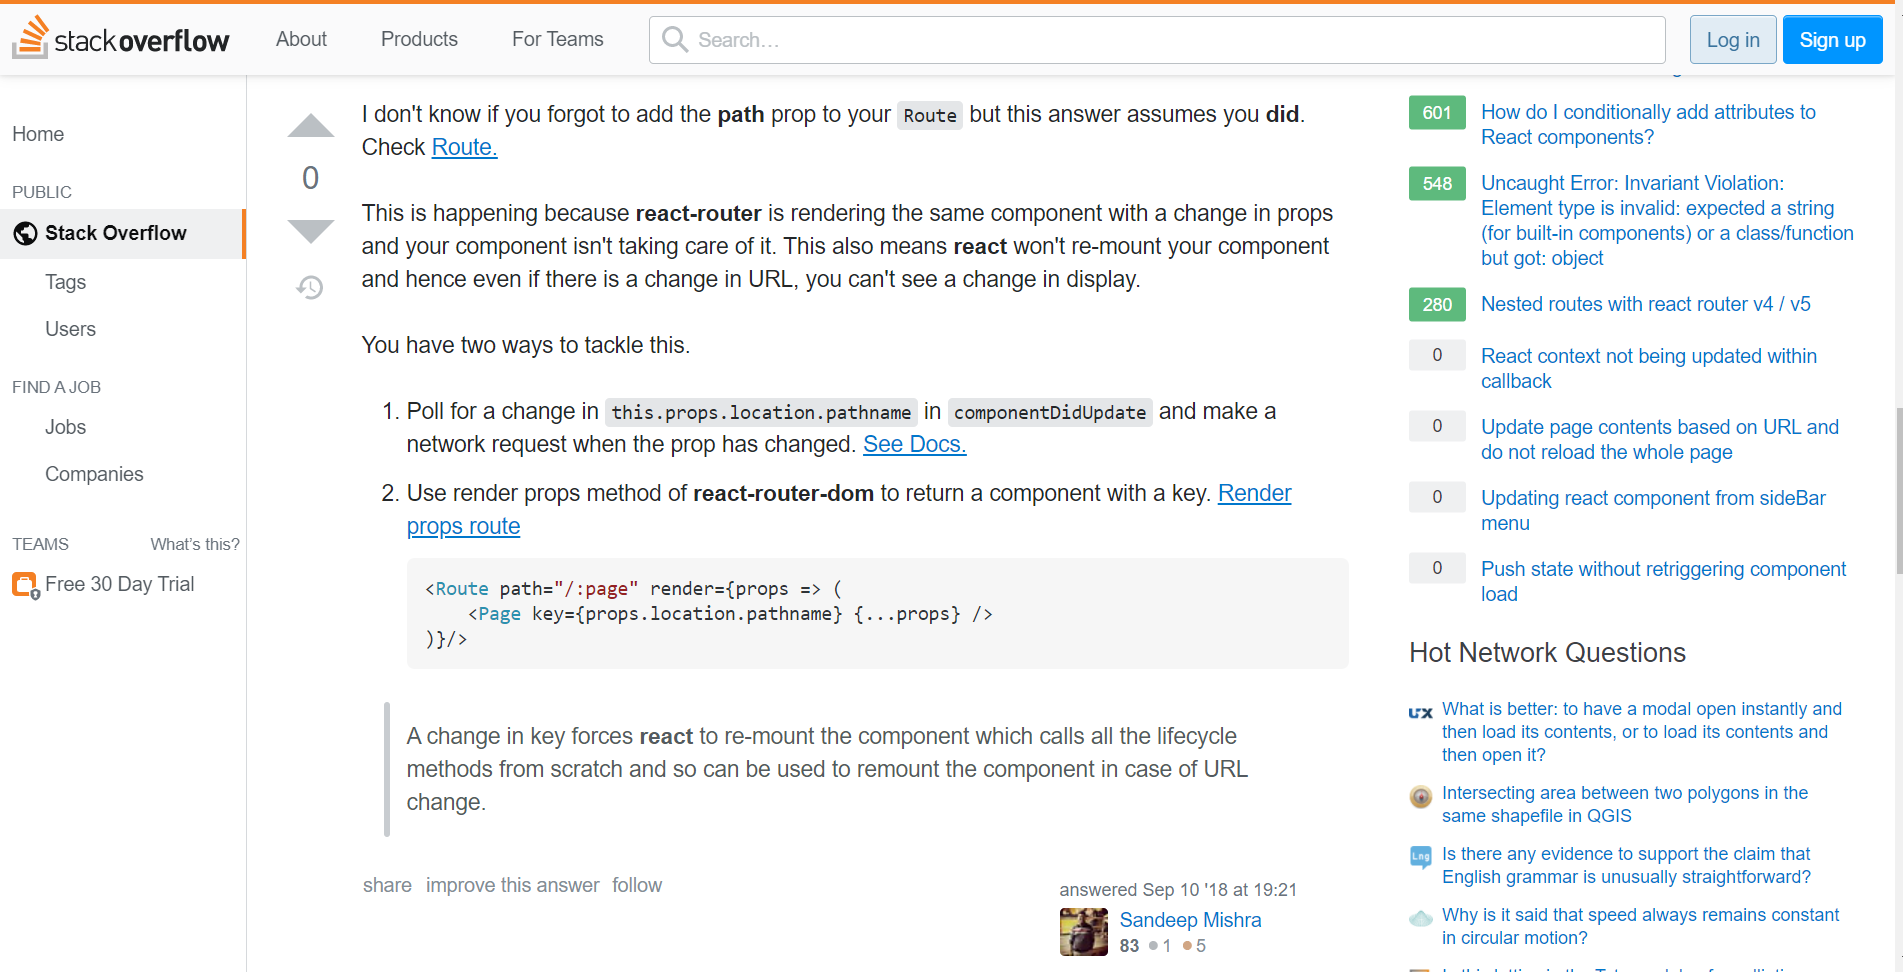 stack overflow
About
Products
For Teams
Search...
Log in
Sign up
Home
PUBLIC
Stack Overflow
Tags
Users
FIND A JOB
Jobs
Companies
TEAMS
What's this?
Free 30 Day Trial
0
I don't know if you forgot to add the path prop to your Route but this answer assumes you did.
Check Route.
This is happening because react-router is rendering the same component with a change in props
and your component isn't taking care of it. This also means react won't re-mount your component
and hence even if there is a change in URL, you can't see a change in display.
You have two ways to tackle this.
1. Poll for a change in this.props.location.pathname in componentDidUpdate and make a
network request when the prop has changed. See Docs.
2. Use render props method of react-router-dom to return a component with a key. Render
props route
<Route path="/:page" render={props => (
    <Page key={props.location.pathname} {...props} />
)}/>
A change in key forces react to re-mount the component which calls all the lifecycle
methods from scratch and so can be used to remount the component in case of URL
change.
share improve this answer follow
answered Sep 10 '18 at 19:21
Sandeep Mishra
83 1 5
601 How do I conditionally add attributes to
React components?
548 Uncaught Error: Invariant Violation:
Element type is invalid: expected a string
(for built-in components) or a class/function
but got: object
280 Nested routes with react router v4 / v5
0 React context not being updated within
callback
0 Update page contents based on URL and
do not reload the whole page
0 Updating react component from sideBar
menu
0 Push state without retriggering component
load
Hot Network Questions
UX What is better: to have a modal open instantly and
then load its contents, or to load its contents and
then open it?
Intersecting area between two polygons in the
same shapefile in QGIS
Lng Is there any evidence to support the claim that
English grammar is unusually straightforward?
Why is it said that speed always remains constant
in circular motion?